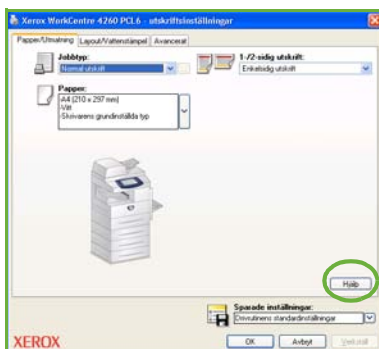 Xerox WorkCentre 4260 PCL6 - utskriftsinställningar
Papper/Utmatning Layout/Vattenstämpel Avancerat
Jobbtyp:
Normal utskrift
1-/2-sidig utskrift:
Enkelsidig utskrift
Papper:
-A4 (210 x 297 mm)
-Vitt
-Skrivarens grundinställda typ
Hjälp
Sparade inställningar:
Drivrutinens standardinställningar
XEROX
OK Avbryt Verkställ